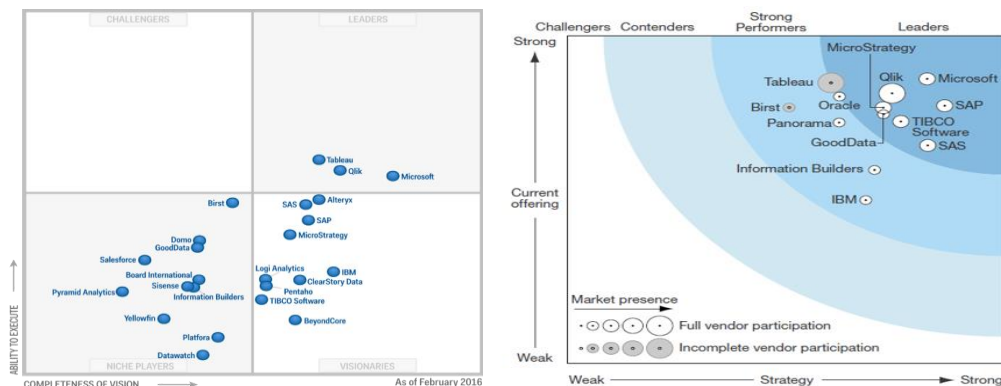 CHALLENGERS
LEADERS
Tableau
Qlik
Microsoft
Birst
SAS
Alteryx
SAP
Domo
GoodData
MicroStrategy
Salesforce
Board International
Sisense
Pyramid Analytics
Information Builders
Logi Analytics
IBM
ClearStory Data
Pentaho
TIBCO Software
Yellowfin
BeyondCore
Platfora
Datawatch
NICHE PLAYERS
VISIONARIES
ABILITY TO EXECUTE
COMPLETENESS OF VISION
As of February 2016
Challengers
Contenders
Strong
Performers
Leaders
Strong
MicroStrategy
Tableau
Qlik
Microsoft
Birst
Oracle
SAP
Panorama
TIBCO
Software
GoodData
SAS
Information Builders
Current
offering
IBM
Market presence
Full vendor participation
Incomplete vendor participation
Weak
Weak
Strategy
Strong